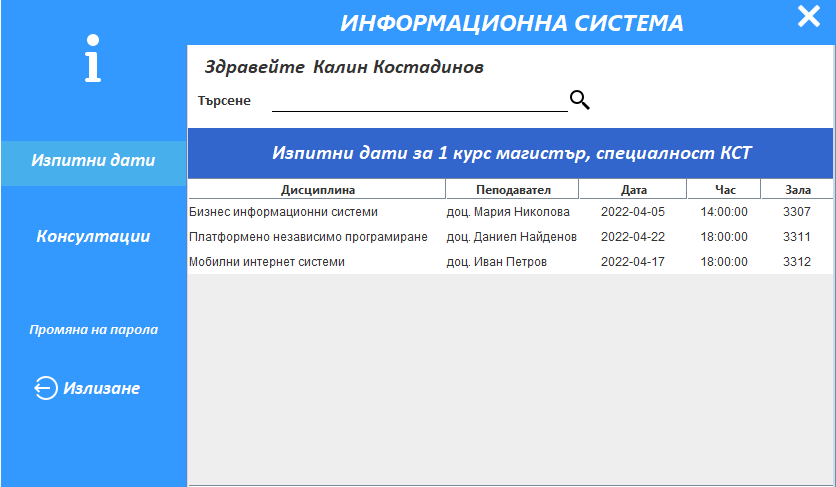 ИНФОРМАЦИОННА СИСТЕМА
Здравейте Калин Костадинов
Търсене
Изпитни дати
Консултации
Промяна на парола
Излизане
Изпитни дати за 1 курс магистър, специалност КСТ
Дисциплина Пеподавател Дата Час Зала
Бизнес информационни системи доц. Мария Николова 2022-04-05 14:00:00 3307
Платформено независимо програмиране доц. Даниел Найденов 2022-04-22 18:00:00 3311
Мобилни интернет системи доц. Иван Петров 2022-04-17 18:00:00 3312